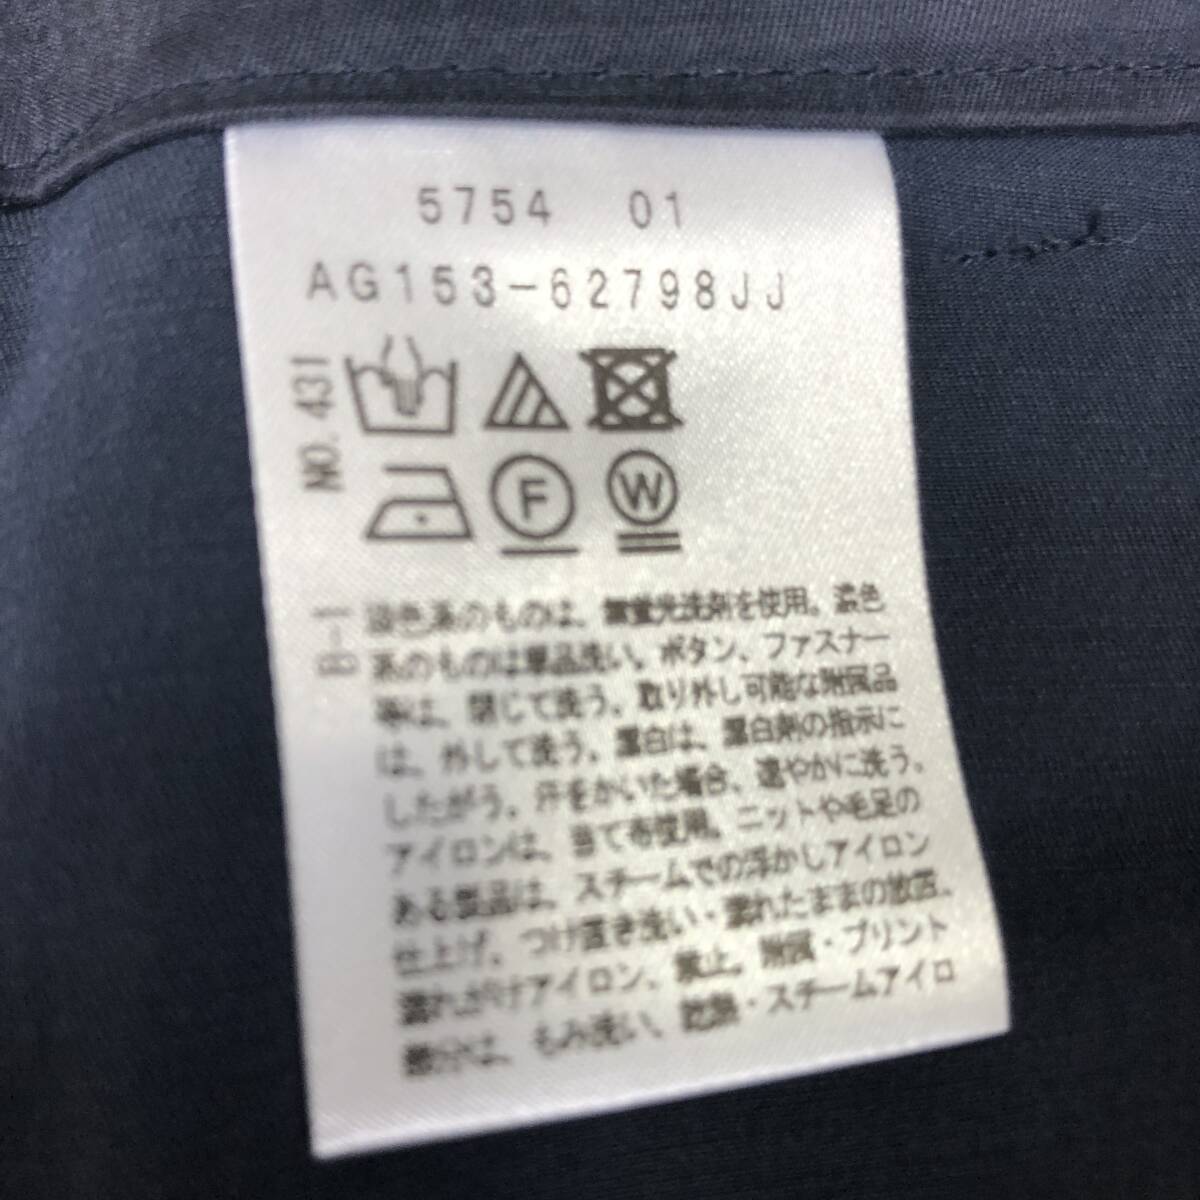 5754 01
AG153-62798JJ
NO. 431
F
W
B-1
淡色系のものは、無蛍光洗剤を使用。濃色
系のものは単品洗い。ボタン、ファスナー
等は、閉じて洗う。取り外し可能な附属品
は、外して洗う。漂白は、漂白剤の指示に
したがう。汗をかいた場合、速やかに洗う。
アイロンは、当て布使用。ニットや毛足の
ある製品は、スチームでの浮かしアイロン
仕上げ。つけ置き洗い・濡れたままの放置、
濡れがけアイロン、禁止。附属・プリント
部分は、もみ洗い、乾熱・スチームアイロ